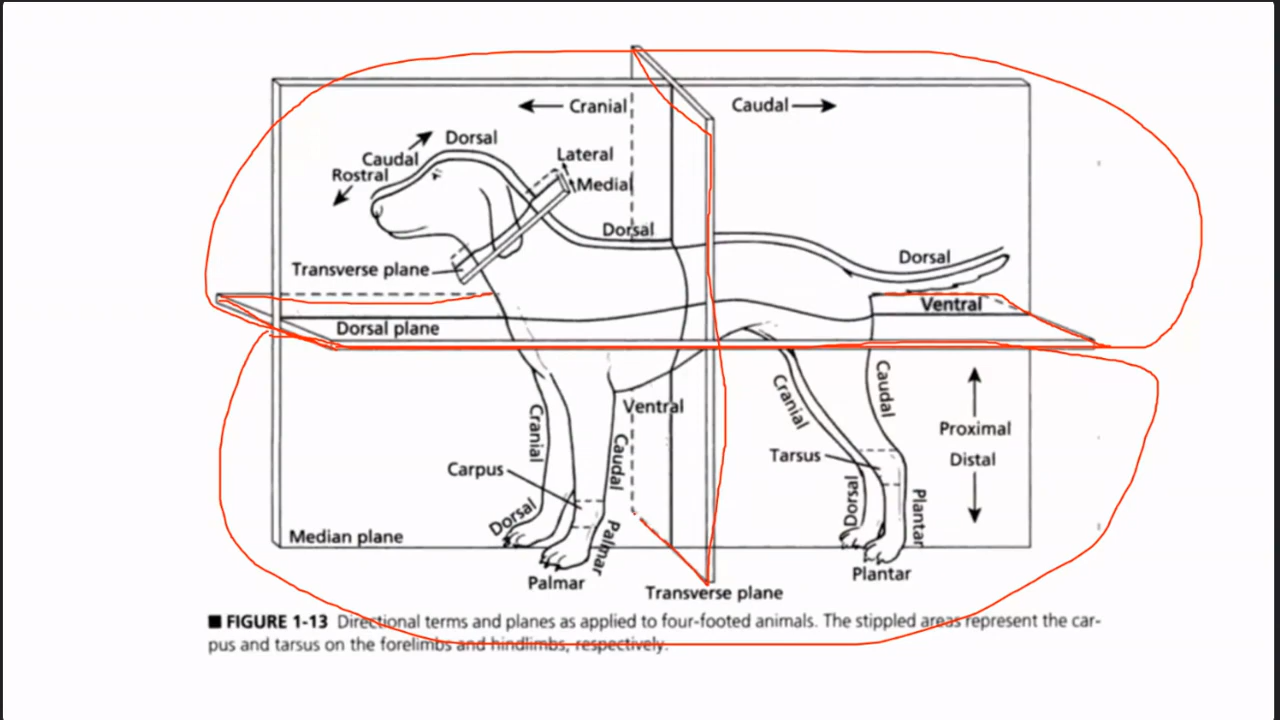 Cranial
Caudal
Dorsal
Lateral
Caudal
Rostral
Medial
Dorsal
Dorsal
Transverse plane
Ventral
Dorsal plane
Cranial
Caudal
Ventral
Cranial
Caudal
Proximal
Tarsus
Distal
Carpus
Dorsal
Plantar
Dorsal
Palmar
Median plane
Palmar
Plantar
Transverse plane
■ FIGURE 1-13 Directional terms and planes as applied to four-footed animals. The stippled areas represent the car-
pus and tarsus on the forelimbs and hindlimbs, respectively.